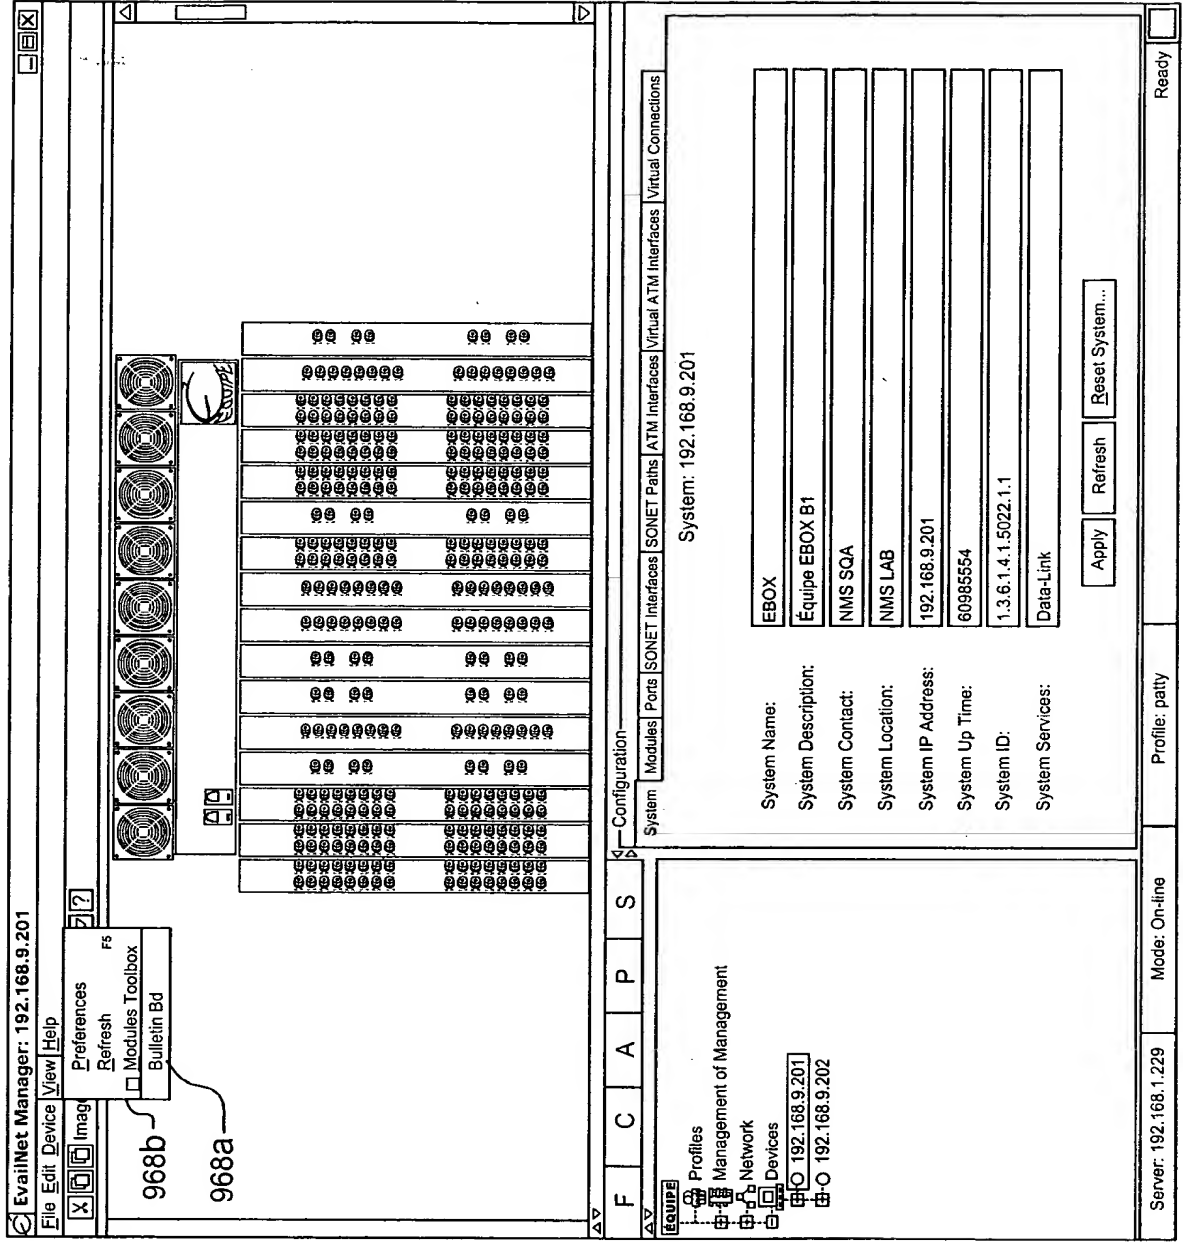 EvailNet Manager: 192.168.9.201
File Edit Device View Help
Imag
?
Preferences
Refresh F5
Modules Toolbox
Bulletin Bd
968b
968a
EQUIPE
F C A P S
ÉQUIPE
Profiles
Management of Management
Network
Devices
192.168.9.201
192.168.9.202
Configuration
System Modules Ports SONET Interfaces SONET Paths ATM Interfaces Virtual ATM Interfaces Virtual Connections
System: 192.168.9.201
System Name: EBOX
System Description: Équipe EBOX B1
System Contact: NMS SQA
System Location: NMS LAB
System IP Address: 192.168.9.201
System Up Time: 60985554
System ID: 1.3.6.1.4.1.5022.1.1
System Services: Data-Link
Apply Refresh Reset System...
Server: 192.168.1.229 Mode: On-line Profile: patty Ready